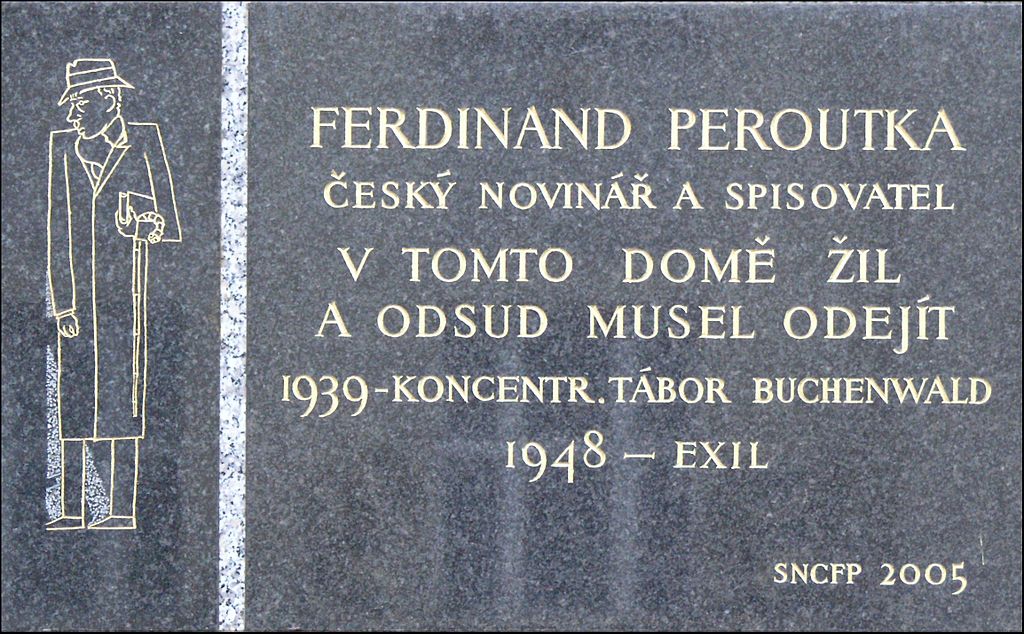 FERDINAND PEROUTKA
ČESKÝ NOVINÁŘ A SPISOVATEL
V TOMTO DOMĚ ŽIL
A ODSUD MUSEL ODEJÍT
1939-KONCENTR. TÁBOR BUCHENWALD
1948 – EXIL
SNCFP 2005